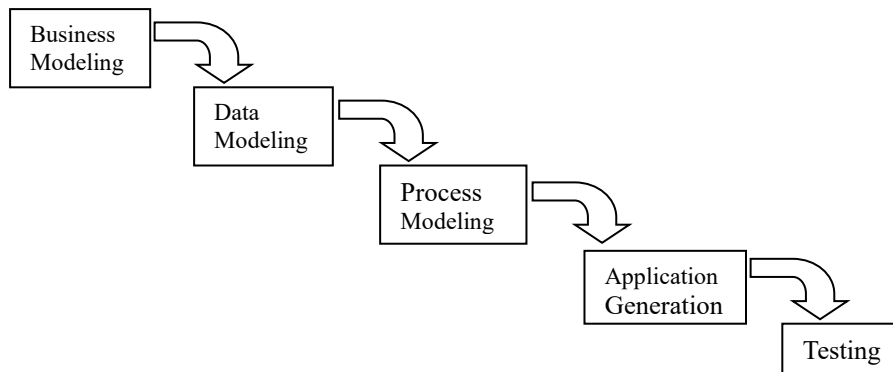 Business
Modeling
Data
Modeling
Process
Modeling
Application
Generation
Testing